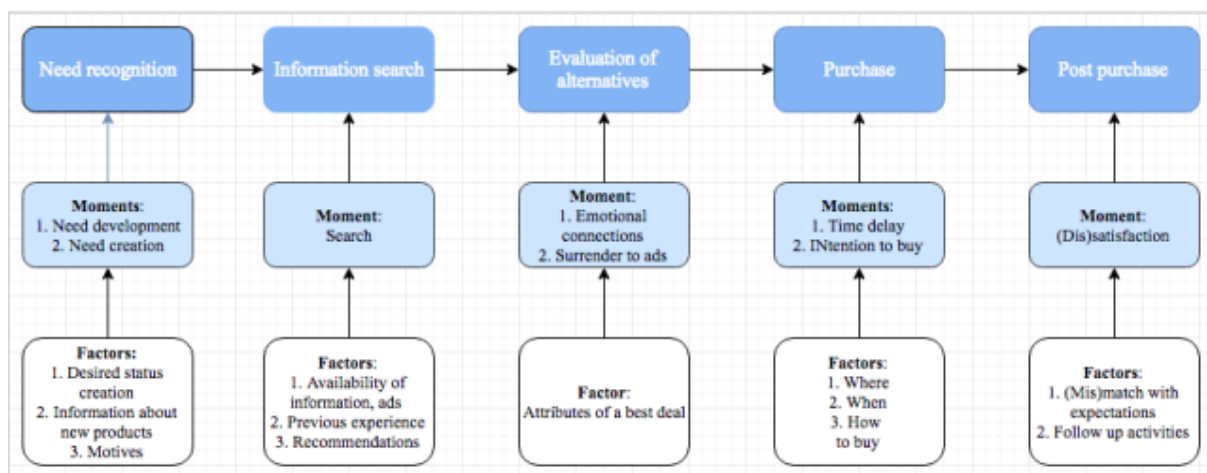 Need recognition
Information search
Evaluation of
alternatives
Purchase
Post purchase
Moments:
1. Need development
2. Need creation
Moment:
Search
Moment:
1. Emotional
connections
2. Surrender to ads
Moments:
1. Time delay
2. INtention to buy
Moment:
(Dis)satisfaction
Factors:
1. Desired status
creation
2. Information about
new products
3. Motives
Factors:
1. Availability of
information, ads
2. Previous experience
3. Recommendations
Factor:
Attributes of a best deal
Factors:
1. Where
2. When
3. How
to buy
Factors:
1. (Mis)match with
expectations
2. Follow up activities